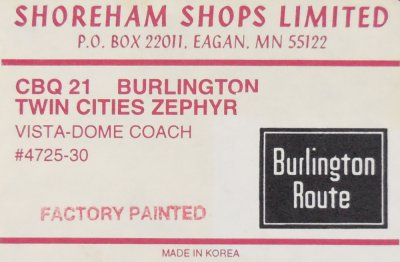 SHOREHAM SHOPS LIMITED
P.O. BOX 22011, EAGAN, MN 55122
CBQ 21 BURLINGTON
TWIN CITIES ZEPHYR
VISTA-DOME COACH
#4725-30
Burlington
Route
FACTORY PAINTED
MADE IN KOREA